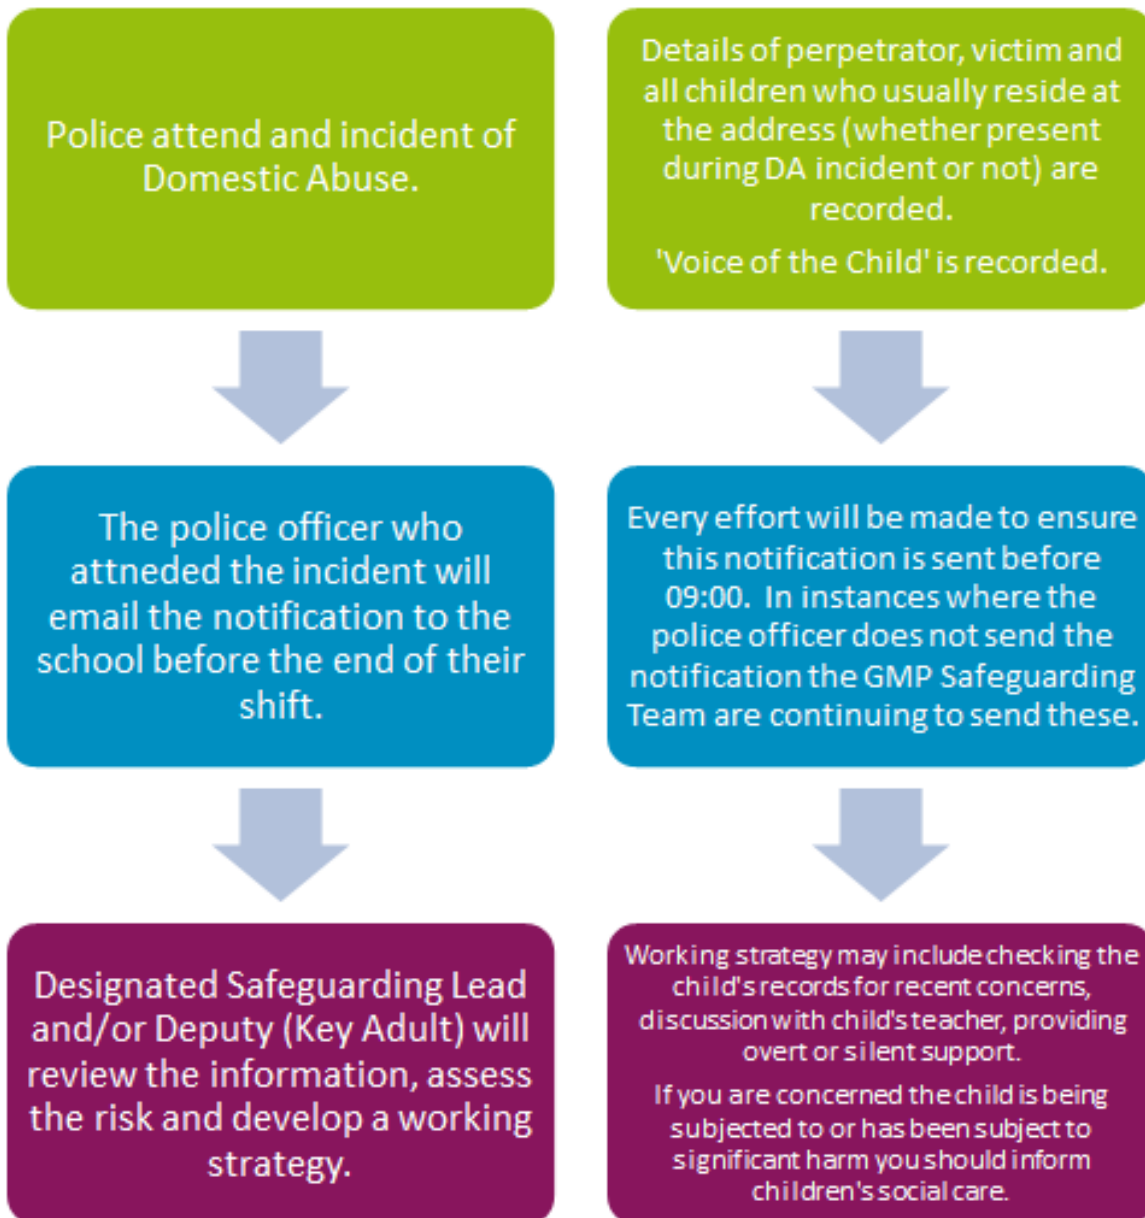 Police attend and incident of
Domestic Abuse.
Details of perpetrator, victim and
all children who usually reside at
the address (whether present
during DA incident or not) are
recorded.
'Voice of the Child' is recorded.
The police officer who
attneded the incident will
email the notification to the
school before the end of their
shift.
Every effort will be made to ensure
this notification is sent before
09:00. In instances where the
police officer does not send the
notification the GMP Safeguarding
Team are continuing to send these.
Designated Safeguarding Lead
and/or Deputy (Key Adult) will
review the information, assess
the risk and develop a working
strategy.
Working strategy may include checking the
child's records for recent concerns,
discussion with child's teacher, providing
overt or silent support.
If you are concerned the child is being
subjected to or has been subject to
significant harm you should inform
children's social care.